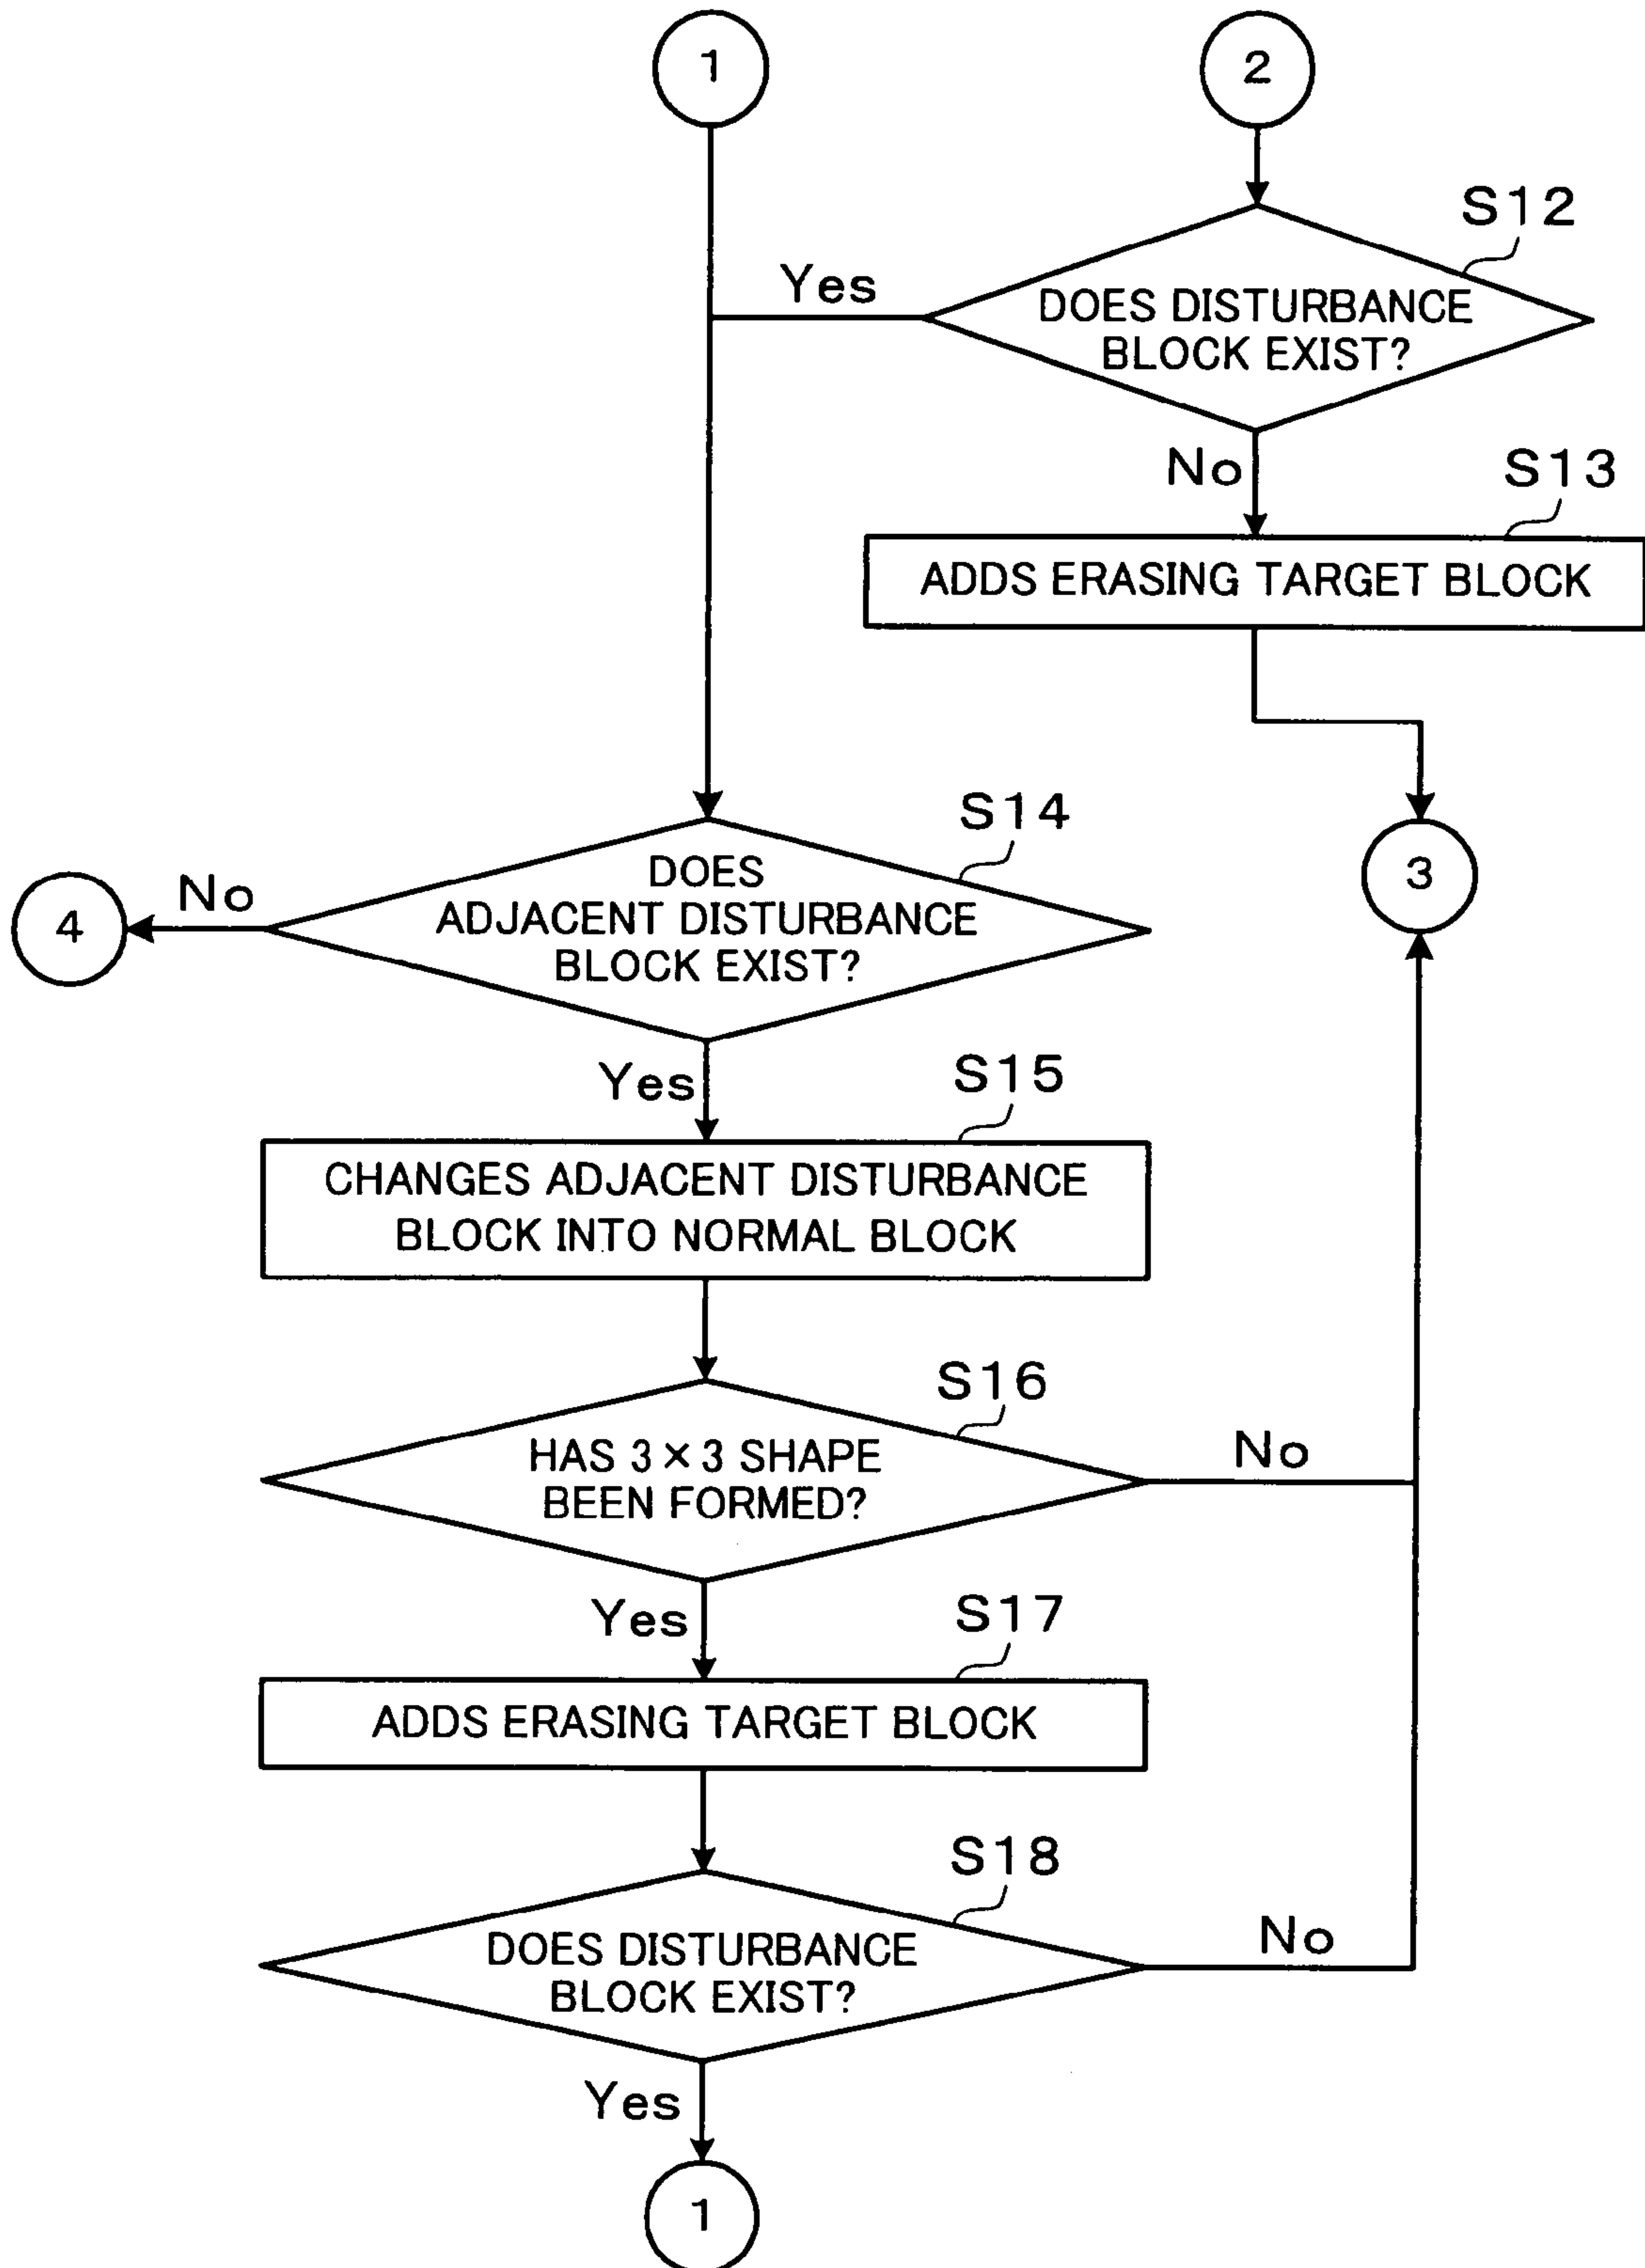 1
2
S12
Yes
DOES DISTURBANCE
BLOCK EXIST?
No
S13
ADDS ERASING TARGET BLOCK
S14
3
No
4
DOES
ADJACENT DISTURBANCE
BLOCK EXIST?
Yes
S15
CHANGES ADJACENT DISTURBANCE
BLOCK INTO NORMAL BLOCK
S16
HAS 3 × 3 SHAPE
BEEN FORMED?
No
Yes
S17
ADDS ERASING TARGET BLOCK
S18
DOES DISTURBANCE
BLOCK EXIST?
No
Yes
1